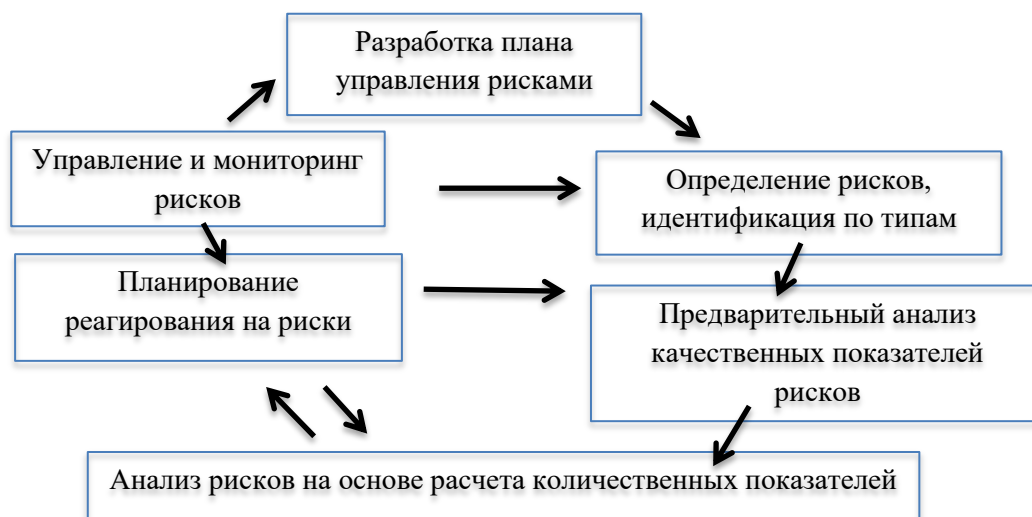 Разработка плана
управления рисками
Управление и мониторинг
рисков
Определение рисков,
идентификация по типам
Планирование
реагирования на риски
Предварительный анализ
качественных показателей
рисков
Анализ рисков на основе расчета количественных показателей